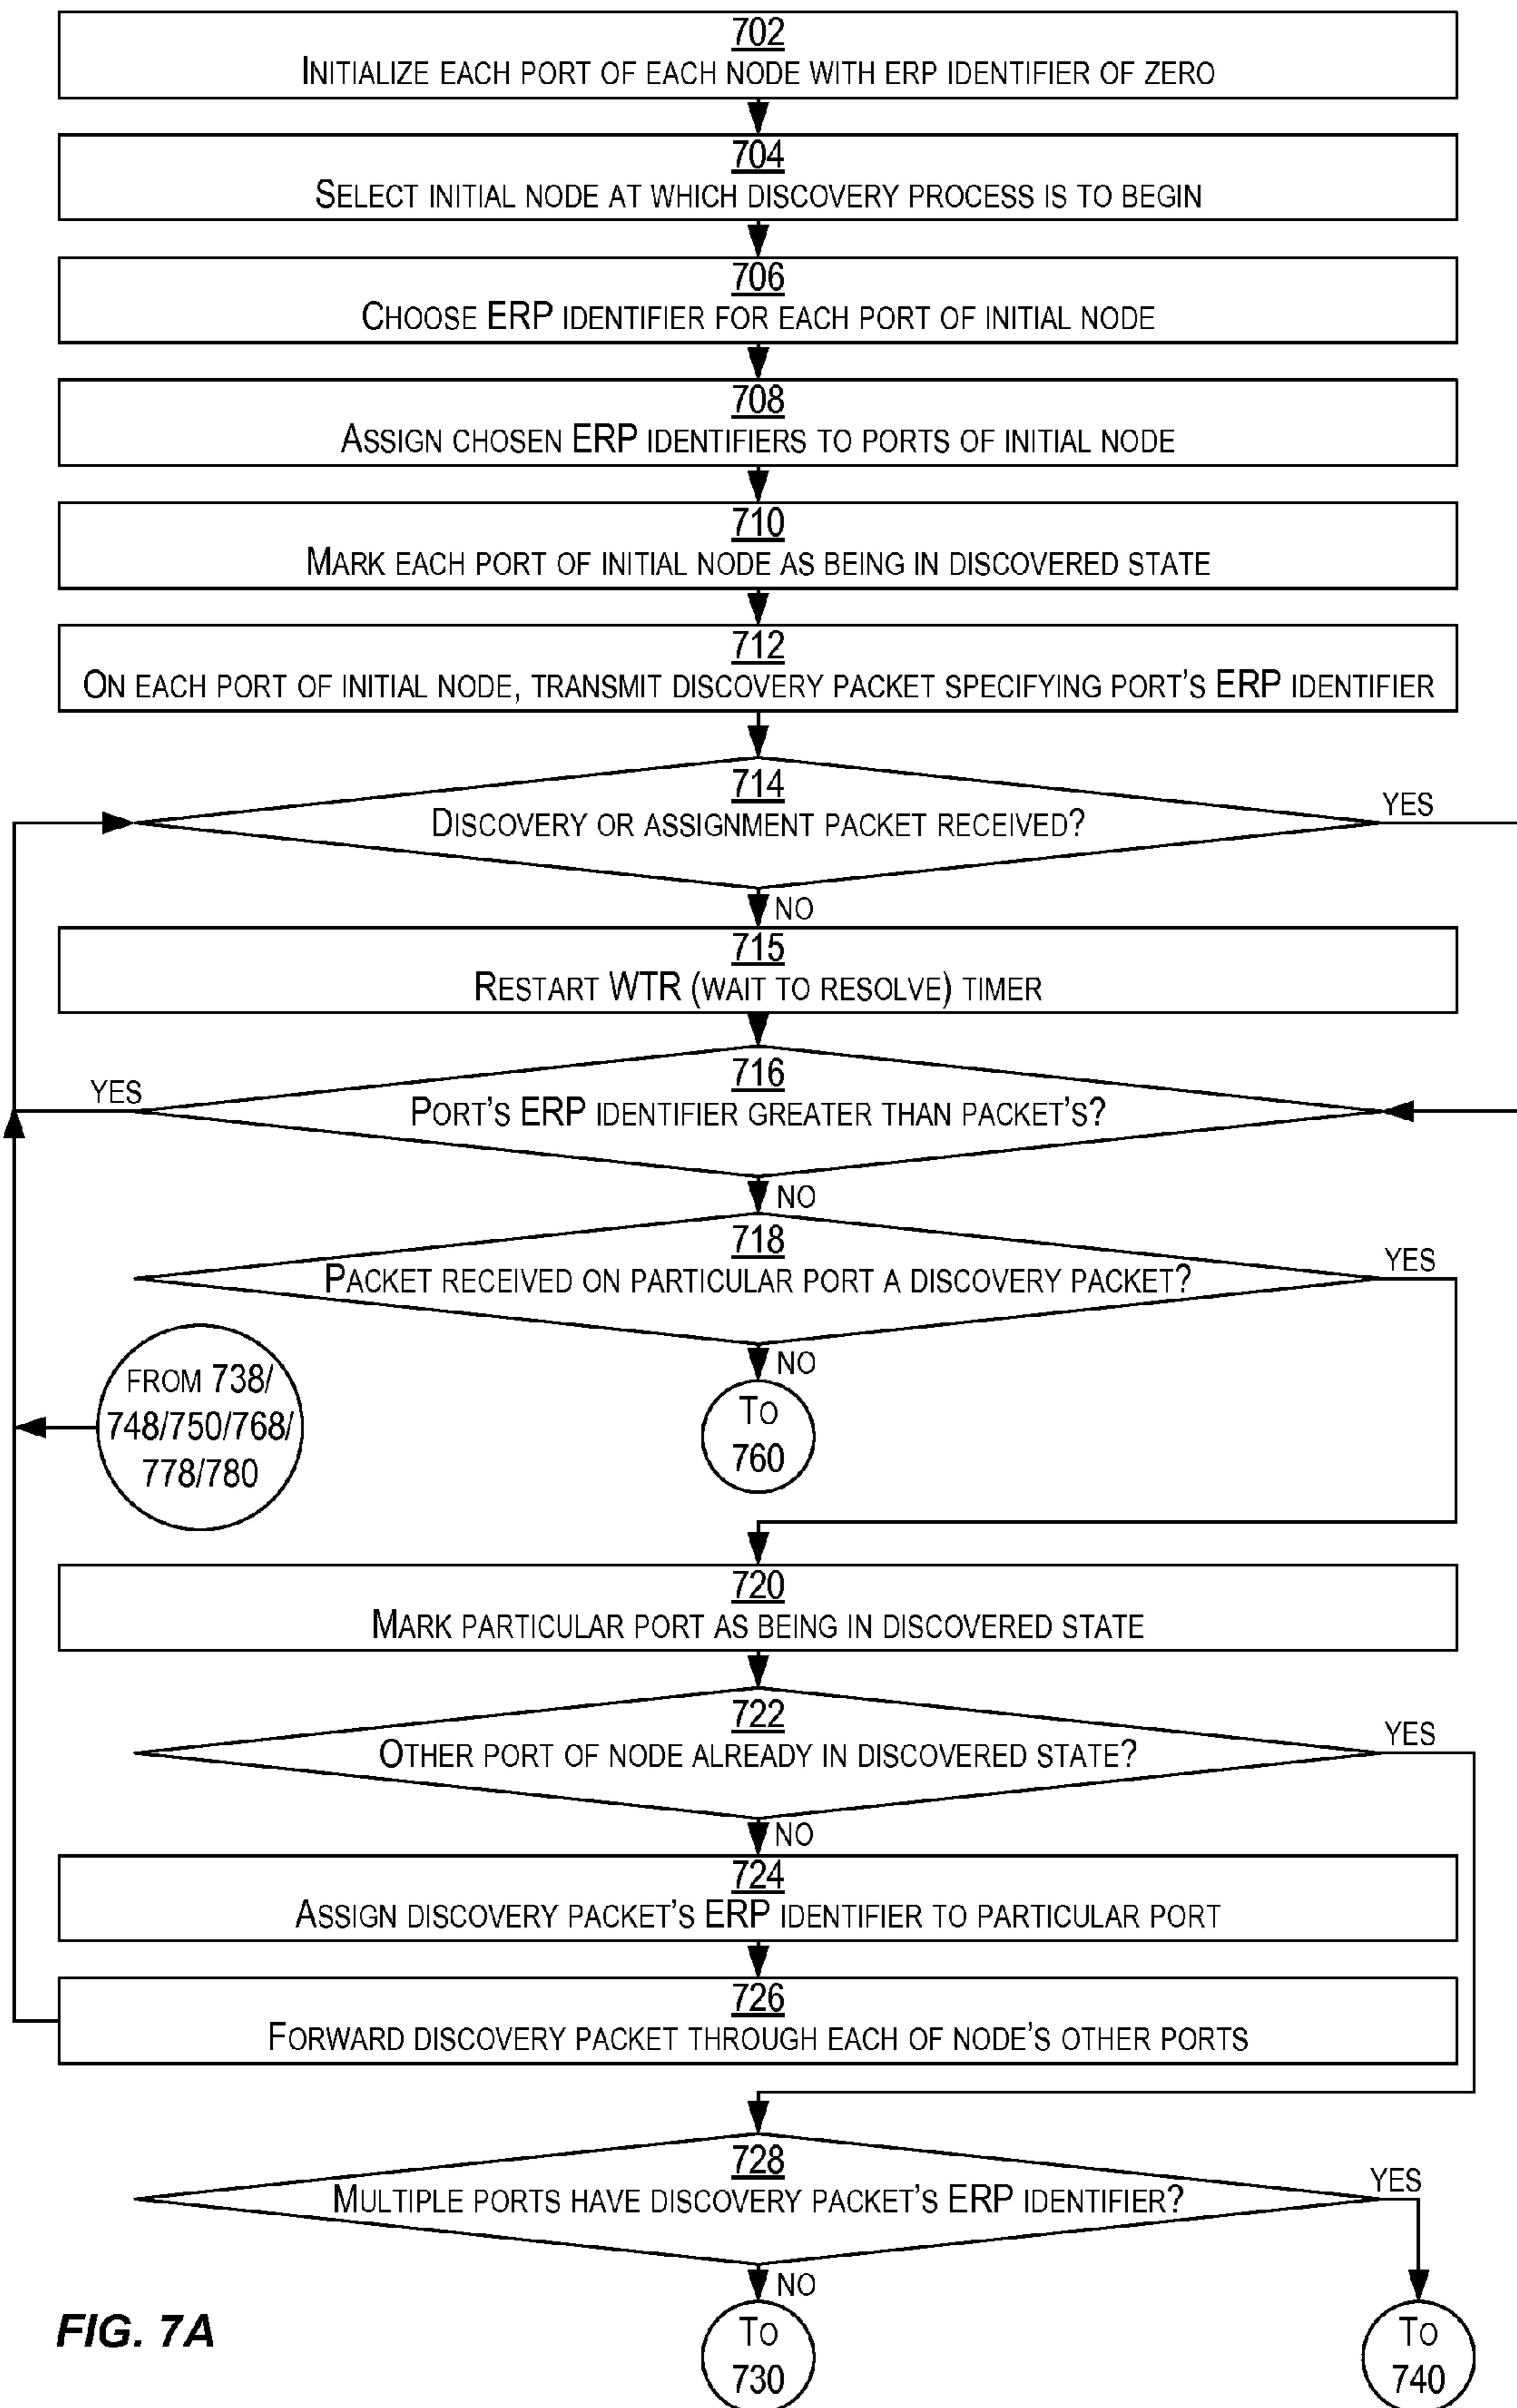 702
INITIALIZE EACH PORT OF EACH NODE WITH ERP IDENTIFIER OF ZERO
704
SELECT INITIAL NODE AT WHICH DISCOVERY PROCESS IS TO BEGIN
706
CHOOSE ERP IDENTIFIER FOR EACH PORT OF INITIAL NODE
708
ASSIGN CHOSEN ERP IDENTIFIERS TO PORTS OF INITIAL NODE
710
MARK EACH PORT OF INITIAL NODE AS BEING IN DISCOVERED STATE
712
ON EACH PORT OF INITIAL NODE, TRANSMIT DISCOVERY PACKET SPECIFYING PORT'S ERP IDENTIFIER
714
DISCOVERY OR ASSIGNMENT PACKET RECEIVED?
YES
NO
715
RESTART WTR (WAIT TO RESOLVE) TIMER
716
PORT'S ERP IDENTIFIER GREATER THAN PACKET'S?
YES
NO
718
PACKET RECEIVED ON PARTICULAR PORT A DISCOVERY PACKET?
YES
NO
FROM 738/
748/750/768/
778/780
TO
760
720
MARK PARTICULAR PORT AS BEING IN DISCOVERED STATE
722
OTHER PORT OF NODE ALREADY IN DISCOVERED STATE?
YES
NO
724
ASSIGN DISCOVERY PACKET'S ERP IDENTIFIER TO PARTICULAR PORT
726
FORWARD DISCOVERY PACKET THROUGH EACH OF NODE'S OTHER PORTS
728
MULTIPLE PORTS HAVE DISCOVERY PACKET'S ERP IDENTIFIER?
YES
NO
FIG. 7A
TO
730
TO
740